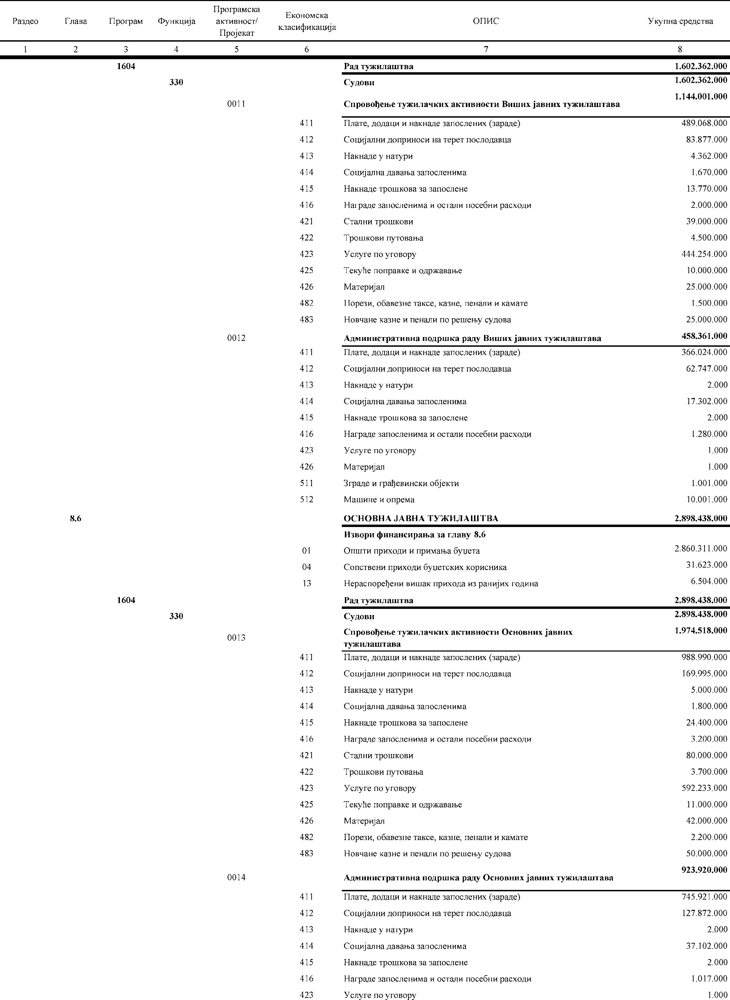 Раздео Глава Програм Функција Програмска активност/ Пројекат Економска класификација ОПИС Укупна средства
1 2 3 4 5 6 7 8
1604 Рад тужилаштва 1.602.362.000
330 Судови 1.602.362.000
0011 Спровођење тужилачких активности Виших јавних тужилаштава 1.144.001.000
411 Плате, додаци и накнаде запослених (зараде) 489.068.000
412 Социјални доприноси на терет послодавца 83.877.000
413 Накнаде у натури 4.362.000
414 Социјална давања запосленима 1.670.000
415 Накнаде трошкова за запослене 13.770.000
416 Награде запосленима и остали посебни расходи 2.000.000
421 Стални трошкови 39.000.000
422 Трошкови путовања 4.500.000
423 Услуге по уговору 444.254.000
425 Текуће поправке и одржавање 10.000.000
426 Материјал 25.000.000
482 Порези, обавезне таксе, казне, пенали и камате 1.500.000
483 Новчане казне и пенали по решењу судова 25.000.000
0012 Административна подршка раду Виших јавних тужилаштава 458.361.000
411 Плате, додаци и накнаде запослених (зараде) 366.024.000
412 Социјални доприноси на терет послодавца 62.747.000
413 Накнаде у натури 2.000
414 Социјална давања запосленима 17.302.000
415 Накнаде трошкова за запослене 2.000
416 Награде запосленима и остали посебни расходи 1.280.000
423 Услуге по уговору 1.000
426 Материјал 1.000
511 Зграде и грађевински објекти 1.001.000
512 Машине и опрема 10.001.000
8.6 ОСНОВНА ЈАВНА ТУЖИЛАШТВА 2.898.438.000
Извори финансирања за главу 8.6
01 Општи приходи и примања буџета 2.860.311.000
04 Сопствени приходи буџетских корисника 31.623.000
13 Нераспоређени вишак прихода из ранијих година 6.504.000
1604 Рад тужилаштва 2.898.438.000
330 Судови 2.898.438.000
0013 Спровођење тужилачких активности Основних јавних 1.974.518.000
тужилаштава
411 Плате, додаци и накнаде запослених (зараде) 988.990.000
412 Социјални доприноси на терет послодавца 169.995.000
413 Накнаде у натури 5.000.000
414 Социјална давања запосленима 1.800.000
415 Накнаде трошкова за запослене 24.400.000
416 Награде запосленима и остали посебни расходи 3.200.000
421 Стални трошкови 80.000.000
422 Трошкови путовања 3.700.000
423 Услуге по уговору 592.233.000
425 Текуће поправке и одржавање 11.000.000
426 Материјал 42.000.000
482 Порези, обавезне таксе, казне, пенали и камате 2.200.000
483 Новчане казне и пенали по решењу судова 50.000.000
0014 Административна подршка раду Основних јавних тужилаштава 923.920.000
411 Плате, додаци и накнаде запослених (зараде) 745.921.000
412 Социјални доприноси на терет послодавца 127.872.000
413 Накнаде у натури 2.000
414 Социјална давања запосленима 37.102.000
415 Накнаде трошкова за запослене 2.000
416 Награде запосленима и остали посебни расходи 1.017.000
423 Услуге по уговору 1.000